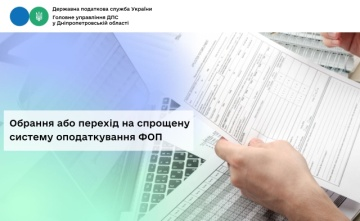 Державна податкова служба України
Головне управління ДПС
у Дніпропетровській області
Обрання або перехід на спрощену
систему оподаткування ФОП